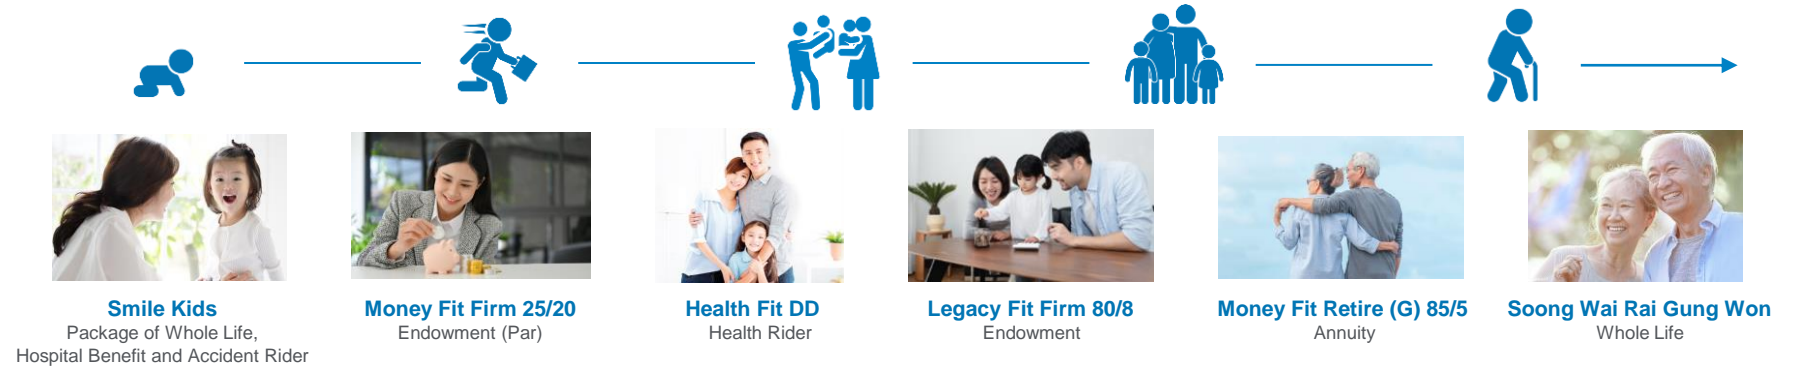 Smile Kids
Package of Whole Life,
Hospital Benefit and Accident Rider
Money Fit Firm 25/20
Endowment (Par)
Health Fit DD
Health Rider
Legacy Fit Firm 80/8
Endowment
Money Fit Retire (G) 85/5
Annuity
Soong Wai Rai Gung Won
Whole Life